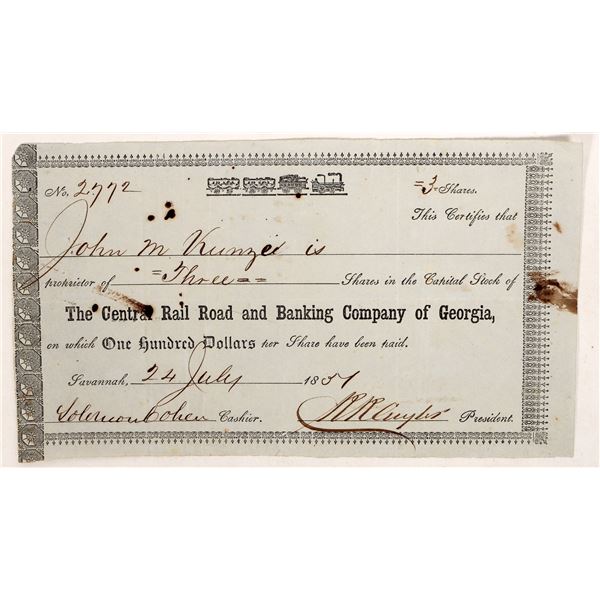 No. 2772 =3= Shares.
This Certifies that
John M Kunze is
proprietor of =Three== Shares in the Capital Stock of
The Central Rail Road and Banking Company of Georgia,
on which One Hundred Dollars per Share have been paid.
Savannah, 24 July 1851
Solomon Cohen Cashier. R R Cuyler President.